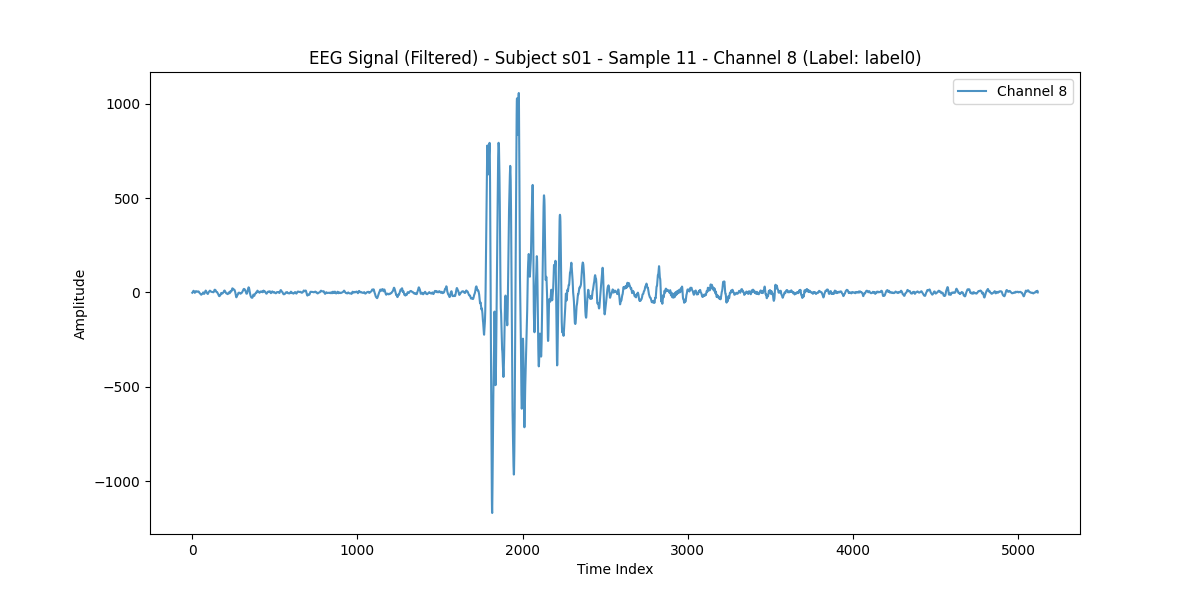 EEG Signal (Filtered) - Subject s01 - Sample 11 - Channel 8 (Label: label0)
Channel 8
1000
500
0
−500
−1000
Amplitude
0 1000 2000 3000 4000 5000
Time Index